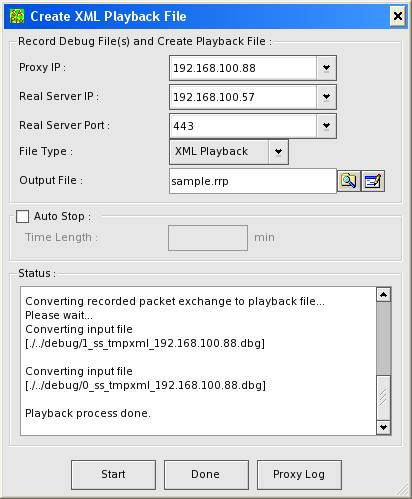 Create XML Playback File
Record Debug File(s) and Create Playback File :
Proxy IP : 192.168.100.88
Real Server IP : 192.168.100.57
Real Server Port : 443
File Type : XML Playback
Output File : sample.rrp
Auto Stop :
Time Length : min
Status :
Converting recorded packet exchange to playback file...
Please wait...
Converting input file
[./../debug/1_ss_tmpxml_192.168.100.88.dbg]
Converting input file
[./../debug/0_ss_tmpxml_192.168.100.88.dbg]
Playback process done.
Start Done Proxy Log